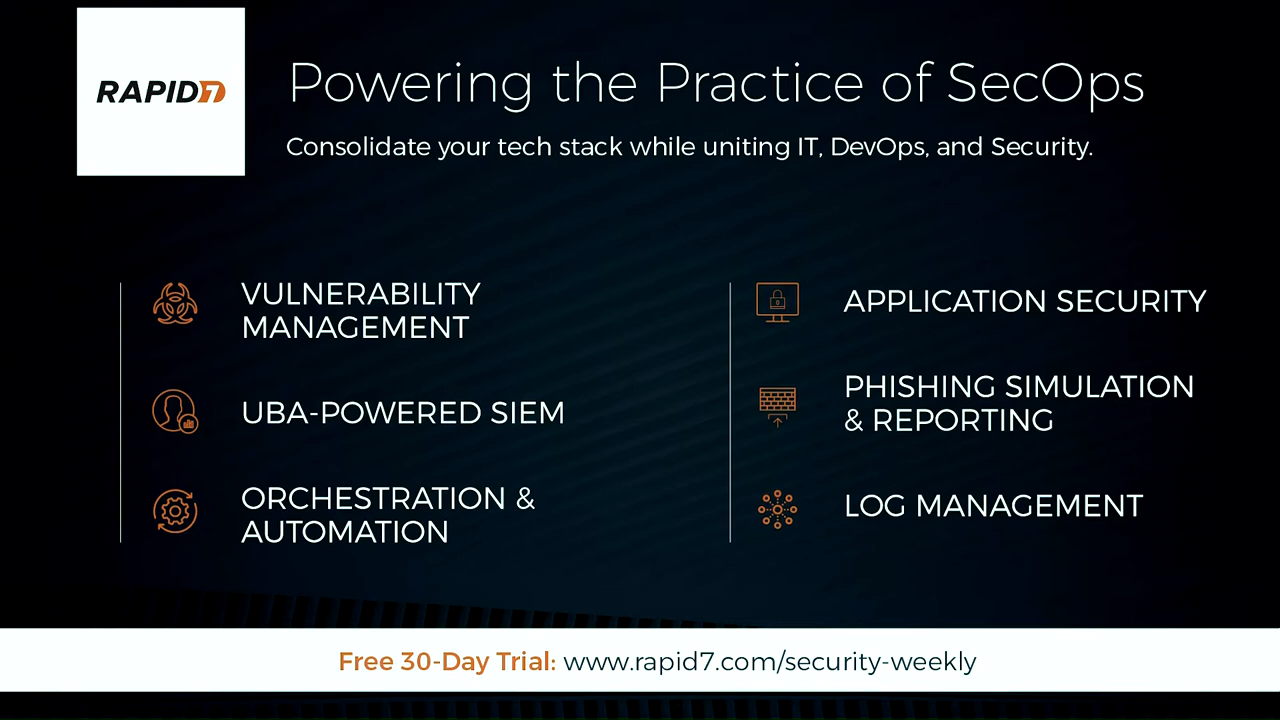 RAPID7
Powering the Practice of SecOps
Consolidate your tech stack while uniting IT, DevOps, and Security.
VULNERABILITY
MANAGEMENT
UBA-POWERED SIEM
ORCHESTRATION &
AUTOMATION
APPLICATION SECURITY
PHISHING SIMULATION
& REPORTING
LOG MANAGEMENT
Free 30-Day Trial: www.rapid7.com/security-weekly